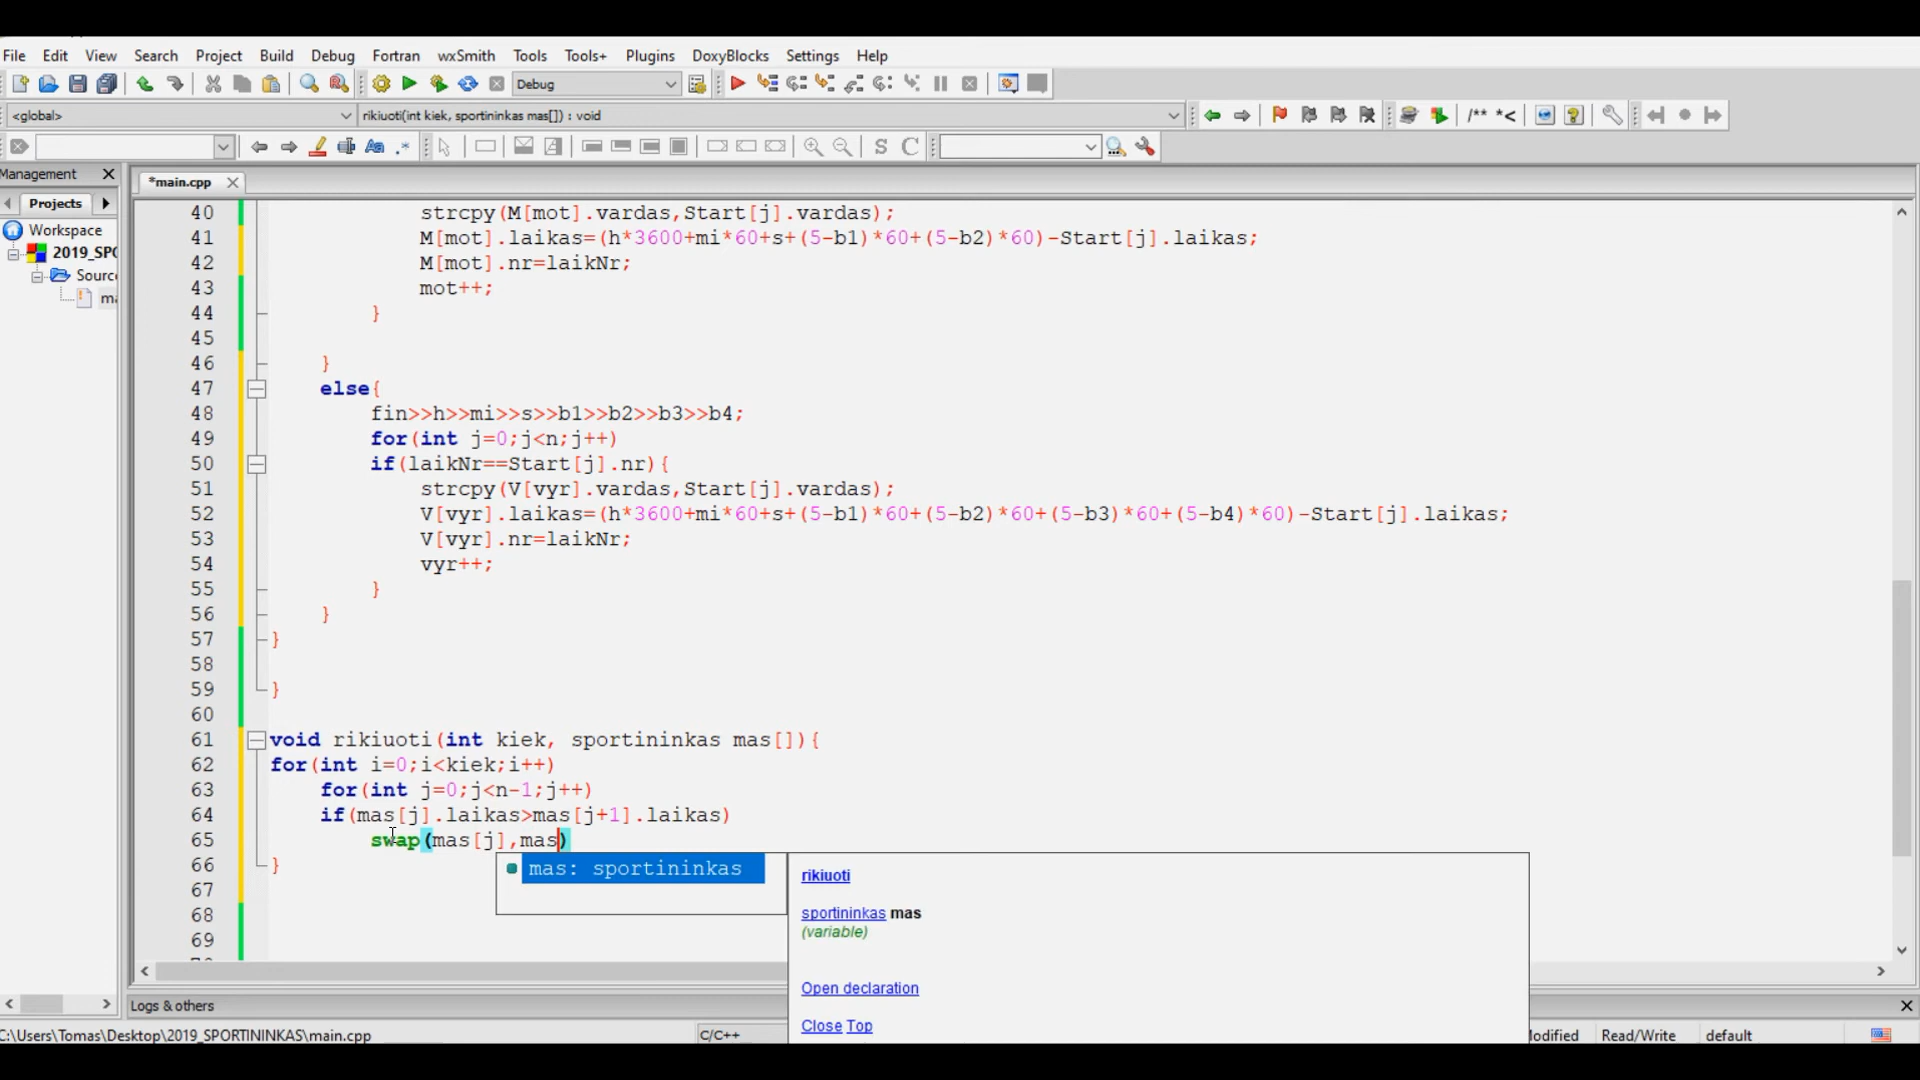 File Edit View Search Project Build Debug Fortran wxSmith Tools Tools+ Plugins DoxyBlocks Settings Help
Debug /** *<
<global> rikiuoti(int kiek, sportininkas mas[]) : void
Aa .* S C
Management
*main.cpp
Projects
Workspace
2019_SPO
Sourc
ma
40 strcpy(M[mot].vardas,Start[j].vardas);
41 M[mot].laikas=(h*3600+mi*60+s+(5-b1)*60+(5-b2)*60)-Start[j].laikas;
42 M[mot].nr=laikNr;
43 mot++;
44 }
45
46 }
47 else{
48 fin>>h>>mi>>s>>b1>>b2>>b3>>b4;
49 for(int j=0;j<n;j++)
50 if(laikNr==Start[j].nr){
51 strcpy(V[vyr].vardas,Start[j].vardas);
52 V[vyr].laikas=(h*3600+mi*60+s+(5-b1)*60+(5-b2)*60+(5-b3)*60+(5-b4)*60)-Start[j].laikas;
53 V[vyr].nr=laikNr;
54 vyr++;
55 }
56 }
57 }
58
59 }
60
61 void rikiuoti(int kiek, sportininkas mas[]){
62 for(int i=0;i<kiek;i++)
63 for(int j=0;j<n-1;j++)
64 if(mas[j].laikas>mas[j+1].laikas)
65 swap(mas[j],mas)
66 }
67
68
69
mas: sportininkas
rikiuoti
sportininkas mas
(variable)
Open declaration
Close Top
Logs & others
C:\Users\Tomas\Desktop\2019_SPORTININKAS\main.cpp C/C++ Modified Read/Write default